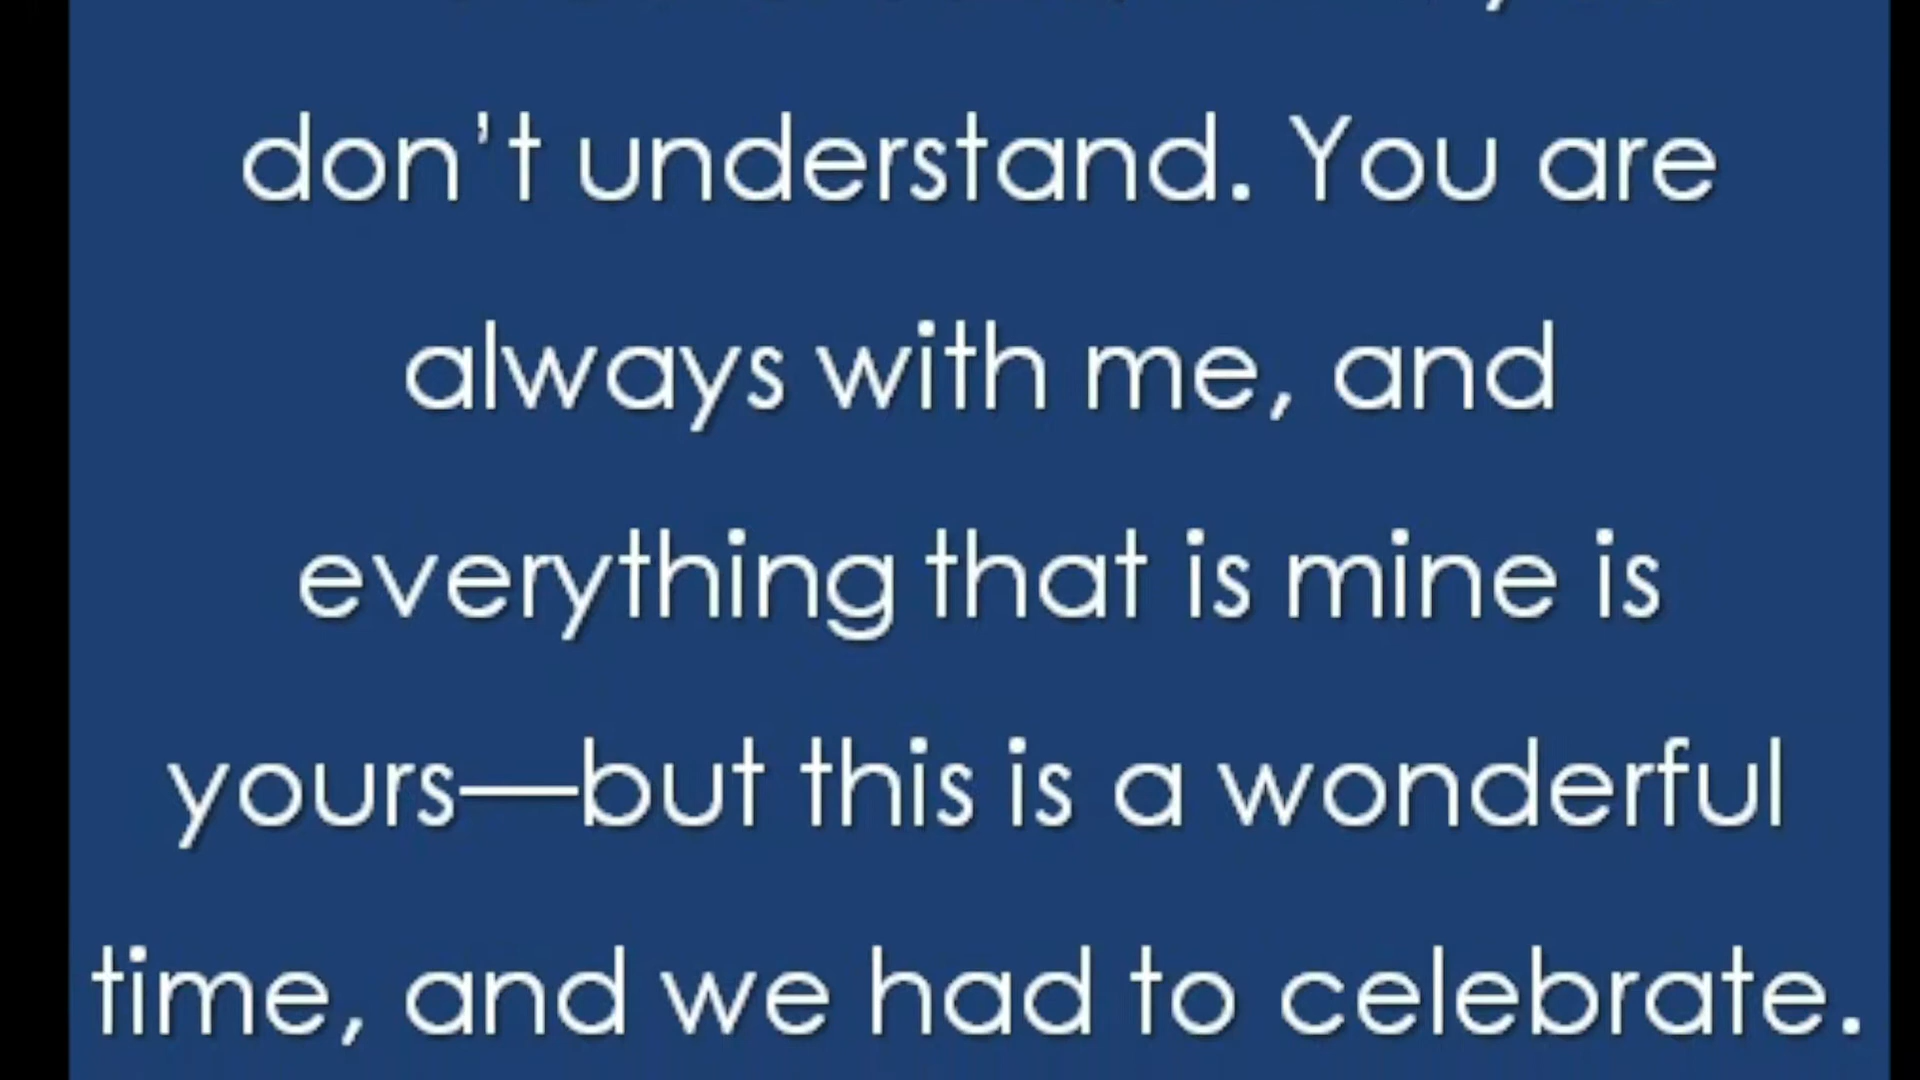 don't understand. You are
always with me, and
everything that is mine is
yours—but this is a wonderful
time, and we had to celebrate.